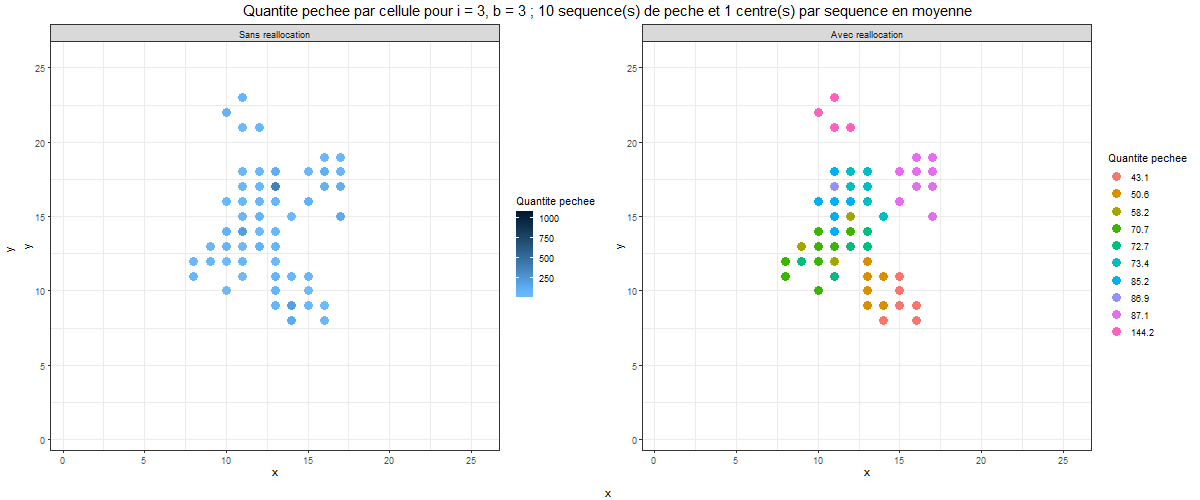 Quantite pechee par cellule pour i = 3, b = 3 ; 10 sequence(s) de peche et 1 centre(s) par sequence en moyenne
Sans reallocation
25
20
15
10
5
0
y
y
0 5 10 15 20 25
x
Quantite pechee
1000
750
500
250
Avec reallocation
25
20
15
10
5
0
y
0 5 10 15 20 25
x
Quantite pechee
43.1
50.6
58.2
70.7
72.7
73.4
85.2
86.9
87.1
144.2
x